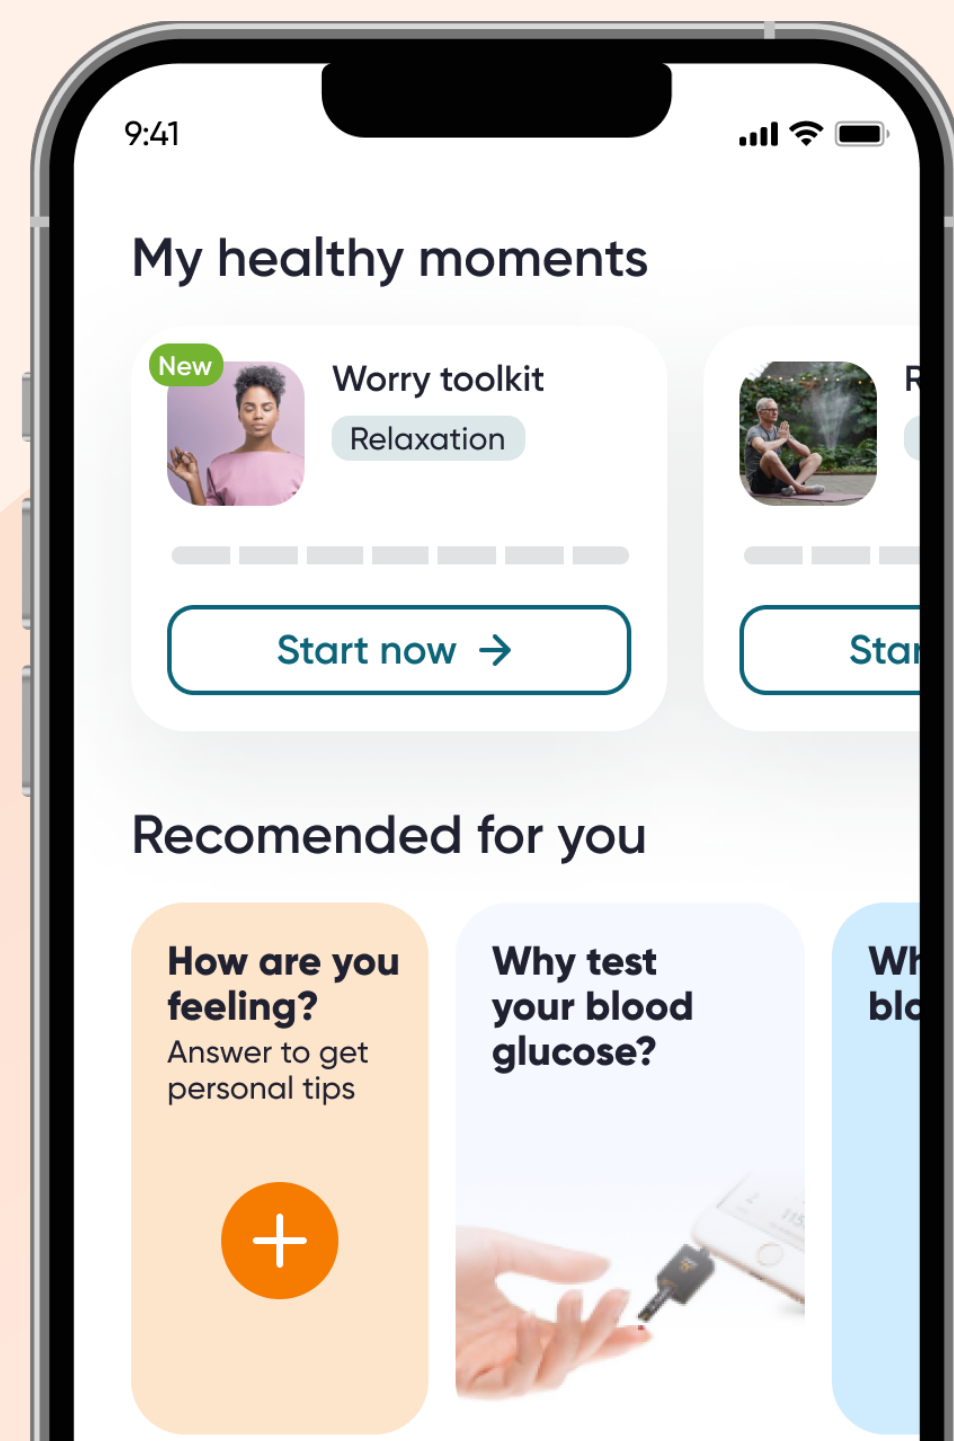 9:41
My healthy moments
New
Worry toolkit
Relaxation
Start now
Recomended for you
How are you
feeling?
Answer to get
personal tips
Why test
your blood
glucose?